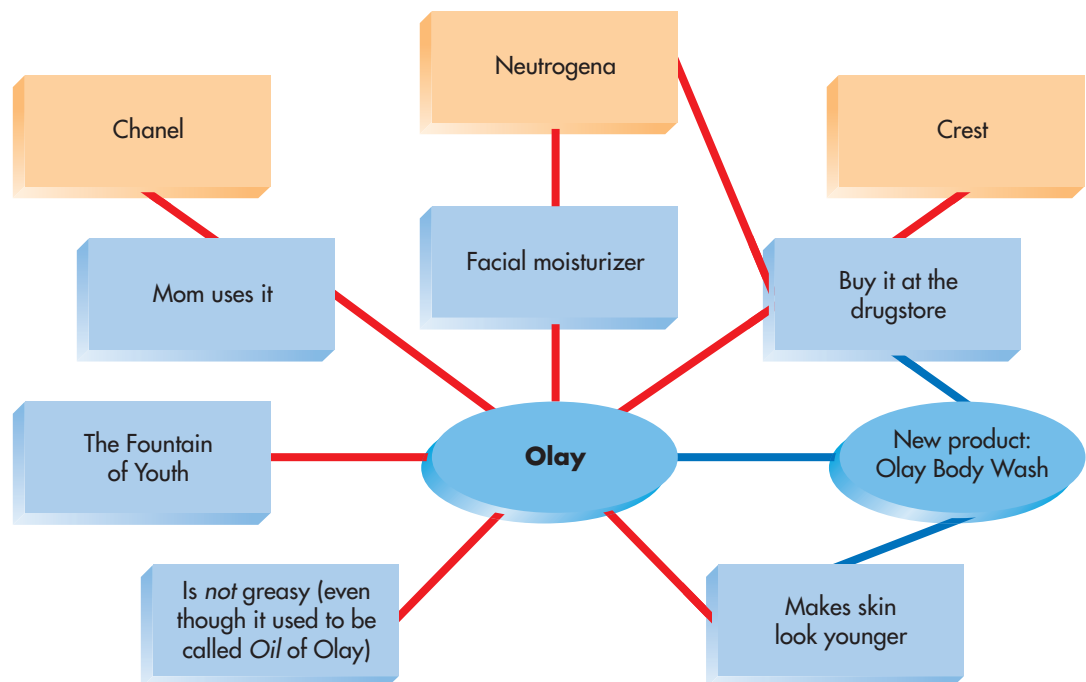 Neutrogena
Chanel
Crest
Mom uses it
Facial moisturizer
Buy it at the
drugstore
The Fountain
of Youth
Olay
New product:
Olay Body Wash
Is not greasy (even
though it used to be
called Oil of Olay)
Makes skin
look younger